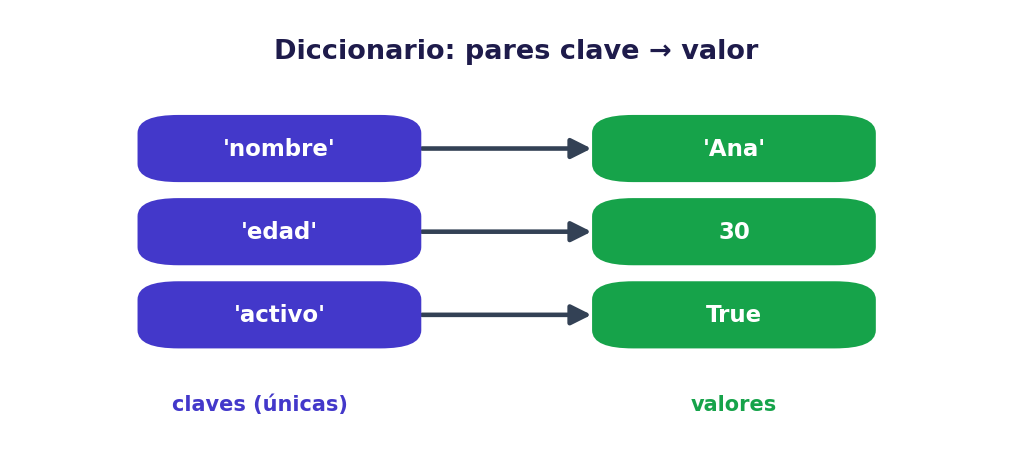 Diccionario: pares clave → valor
'nombre' 'Ana'
'edad' 30
'activo' True
claves (únicas) valores